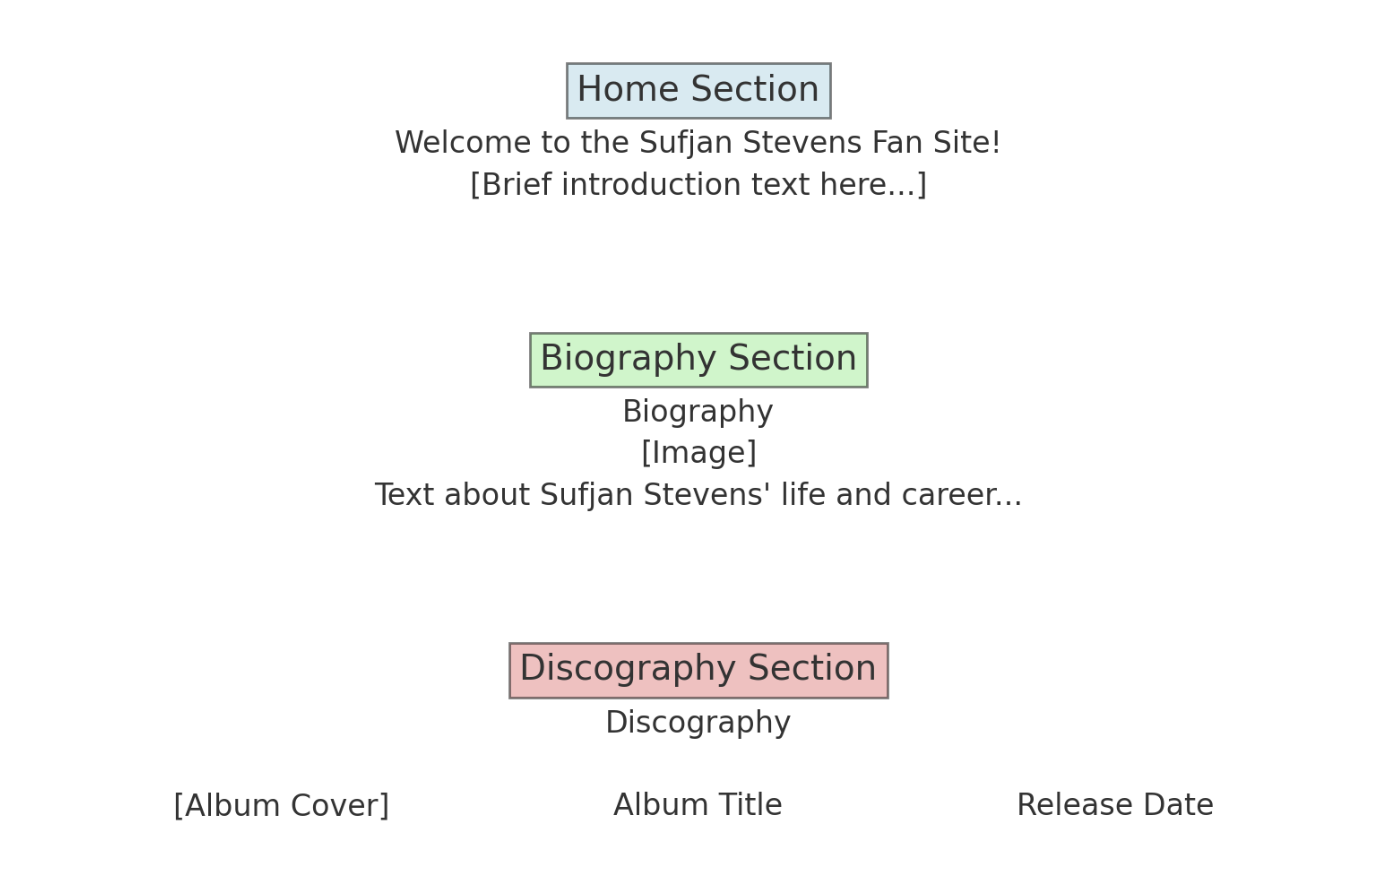 Home Section
Welcome to the Sufjan Stevens Fan Site!
[Brief introduction text here...]
Biography Section
Biography
[Image]
Text about Sufjan Stevens' life and career...
Discography Section
Discography
[Album Cover] Album Title Release Date